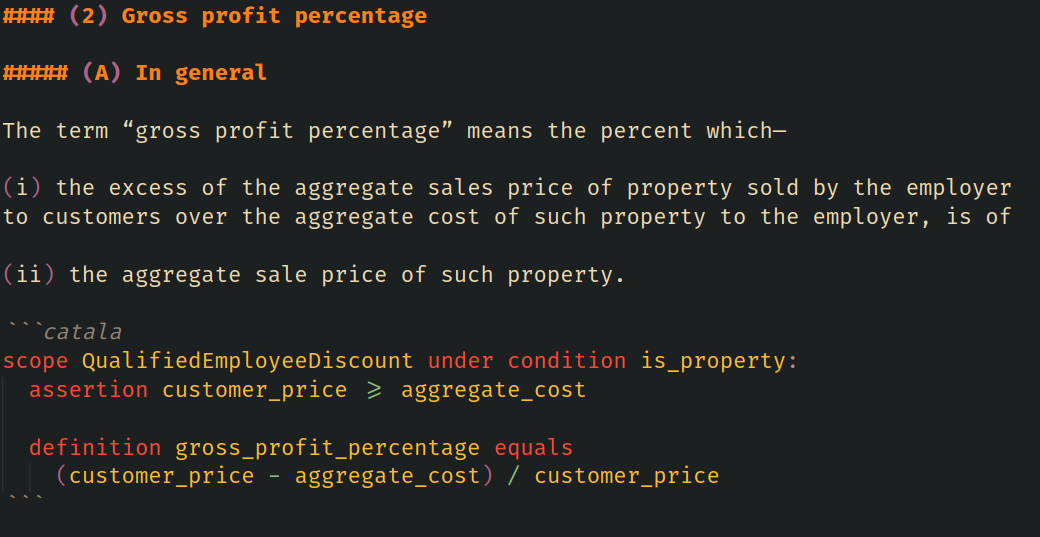 #### (2) Gross profit percentage
##### (A) In general
The term “gross profit percentage” means the percent which—
(i) the excess of the aggregate sales price of property sold by the employer
to customers over the aggregate cost of such property to the employer, is of
(ii) the aggregate sale price of such property.
```catala
scope QualifiedEmployeeDiscount under condition is_property:
  assertion customer_price >= aggregate_cost
  definition gross_profit_percentage equals
    (customer_price - aggregate_cost) / customer_price
```